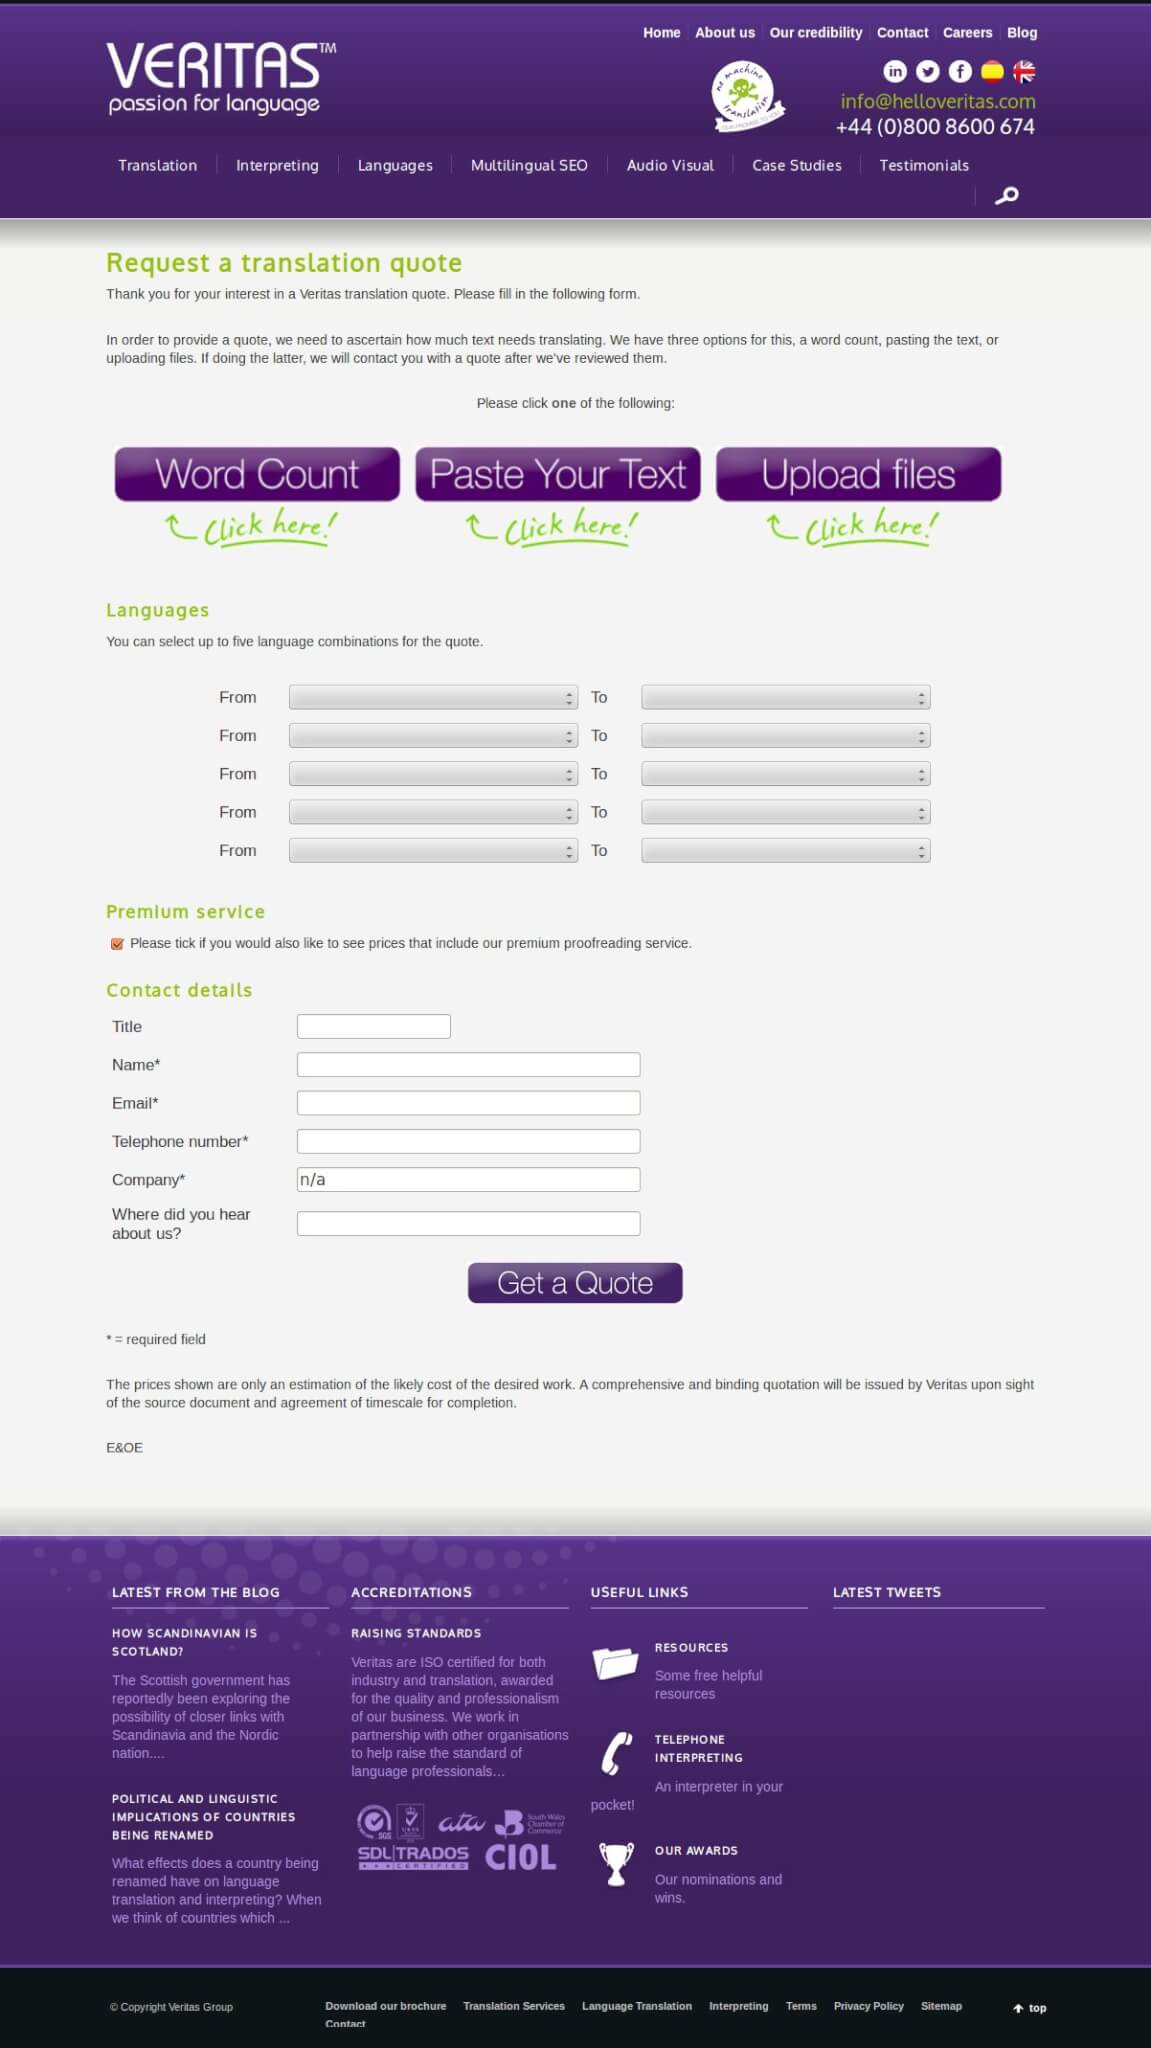 Home
About us
Our credibility
Contact
Careers
Blog
VERITAS™
passion for language
no machine translation
OUR PROMISE TO YOU
info@helloveritas.com
+44 (0)800 8600 674
Translation
Interpreting
Languages
Multilingual SEO
Audio Visual
Case Studies
Testimonials
Request a translation quote
Thank you for your interest in a Veritas translation quote. Please fill in the following form.
In order to provide a quote, we need to ascertain how much text needs translating. We have three options for this, a word count, pasting the text, or
uploading files. If doing the latter, we will contact you with a quote after we've reviewed them.
Please click one of the following:
Word Count
Paste Your Text
Upload files
Click here!
Click here!
Click here!
Languages
You can select up to five language combinations for the quote.
From To
From To
From To
From To
From To
Premium service
Please tick if you would also like to see prices that include our premium proofreading service.
Contact details
Title
Name*
Email*
Telephone number*
Company* n/a
Where did you hear
about us?
Get a Quote
* = required field
The prices shown are only an estimation of the likely cost of the desired work. A comprehensive and binding quotation will be issued by Veritas upon sight
of the source document and agreement of timescale for completion.
E&OE
LATEST FROM THE BLOG
HOW SCANDINAVIAN IS
SCOTLAND?
The Scottish government has
reportedly been exploring the
possibility of closer links with
Scandinavia and the Nordic
nation....
POLITICAL AND LINGUISTIC
IMPLICATIONS OF COUNTRIES
BEING RENAMED
What effects does a country being
renamed have on language
translation and interpreting? When
we think of countries which ...
ACCREDITATIONS
RAISING STANDARDS
Veritas are ISO certified for both
industry and translation, awarded
for the quality and professionalism
of our business. We work in
partnership with other organisations
to help raise the standard of
language professionals…
SGS
UKAS
ata
South Wales
Chamber of
Commerce
SDL|TRADOS
CERTIFIED
CIOL
USEFUL LINKS
RESOURCES
Some free helpful
resources
TELEPHONE
INTERPRETING
An interpreter in your
pocket!
OUR AWARDS
Our nominations and
wins.
LATEST TWEETS
© Copyright Veritas Group
Download our brochure
Translation Services
Language Translation
Interpreting
Terms
Privacy Policy
Sitemap
Contact
top